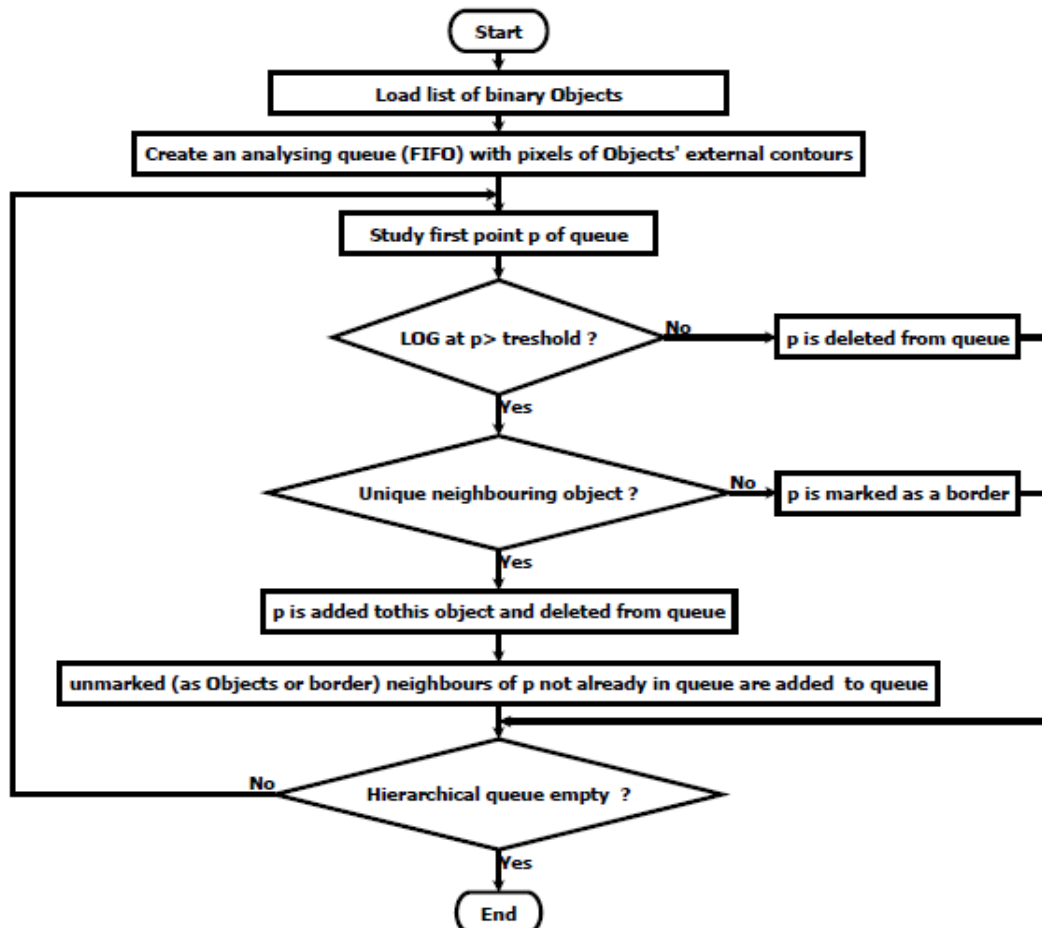 Start
Load list of binary Objects
Create an analysing queue (FIFO) with pixels of Objects' external contours
Study first point p of queue
LOG at p> treshold ?
No
p is deleted from queue
Yes
Unique neighbouring object ?
No
p is marked as a border
Yes
p is added tothis object and deleted from queue
unmarked (as Objects or border) neighbours of p not already in queue are added to queue
No
Hierarchical queue empty ?
Yes
End